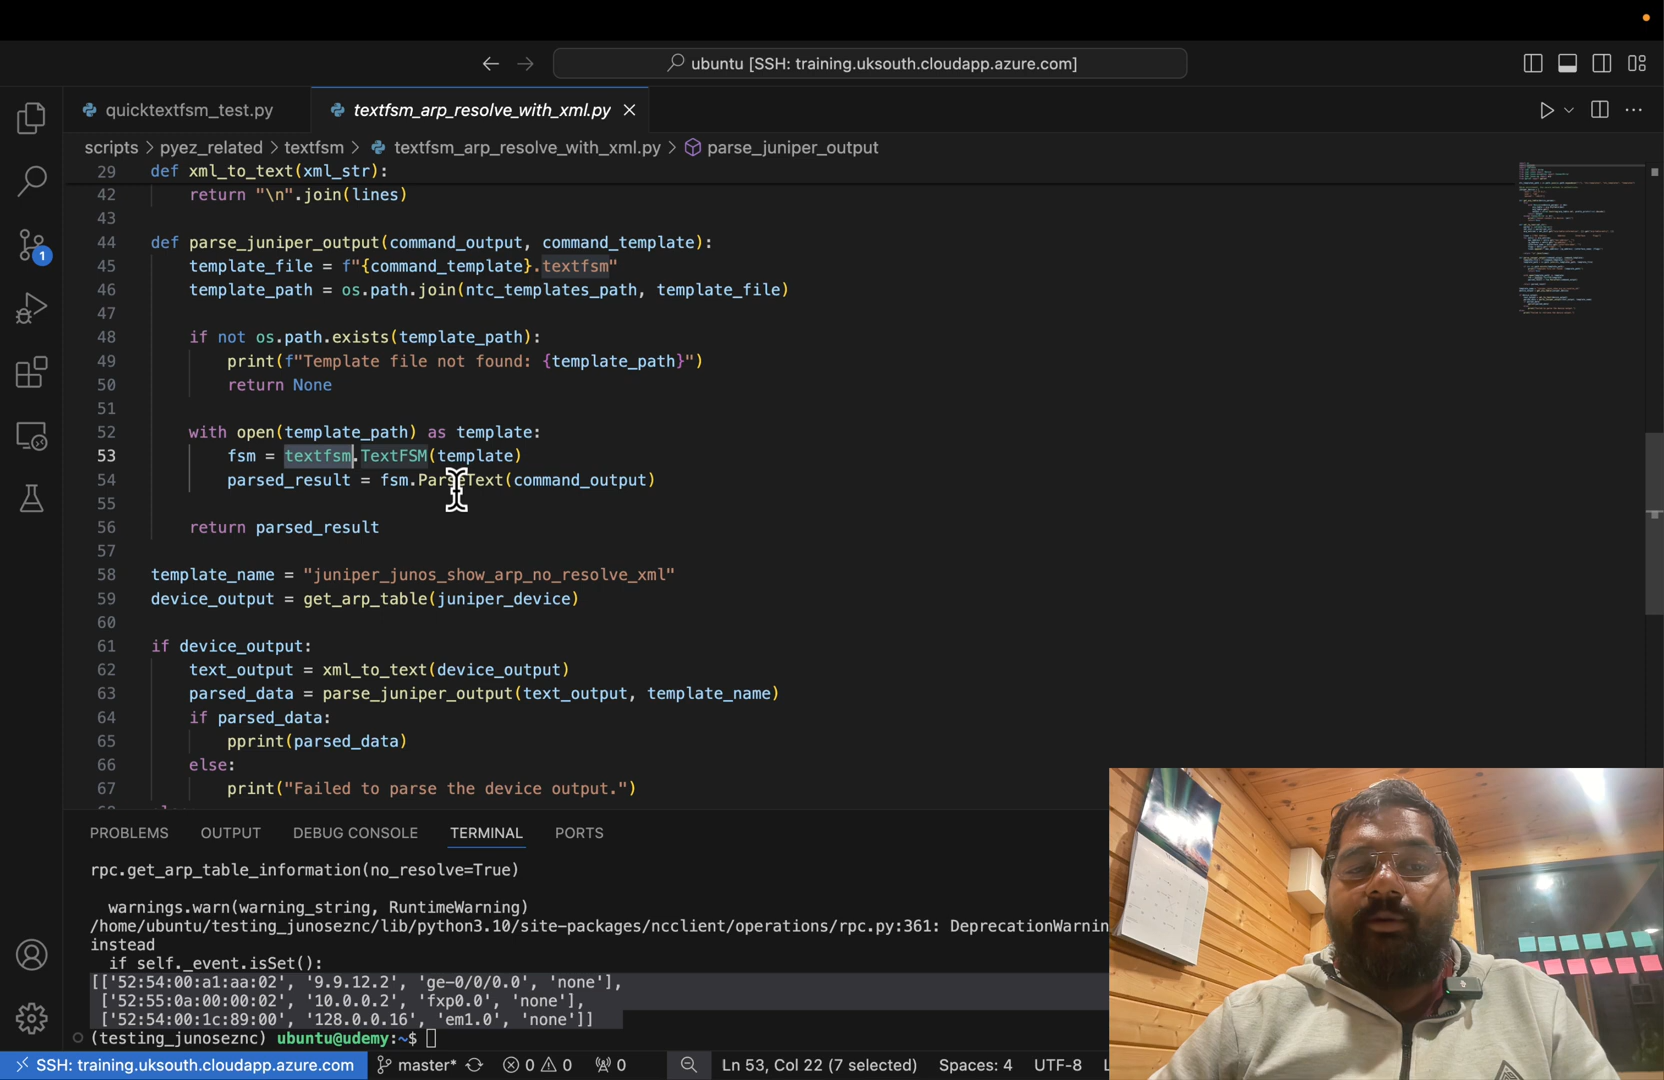 ubuntu [SSH: training.uksouth.cloudapp.azure.com]
quicktextfsm_test.py
textfsm_arp_resolve_with_xml.py
scripts > pyez_related > textfsm > textfsm_arp_resolve_with_xml.py > parse_juniper_output
29 def xml_to_text(xml_str):
42 return "\n".join(lines)
43
44 def parse_juniper_output(command_output, command_template):
45 template_file = f"{command_template}.textfsm"
46 template_path = os.path.join(ntc_templates_path, template_file)
47
48 if not os.path.exists(template_path):
49 print(f"Template file not found: {template_path}")
50 return None
51
52 with open(template_path) as template:
53 fsm = textfsm.TextFSM(template)
54 parsed_result = fsm.ParseText(command_output)
55
56 return parsed_result
57
58 template_name = "juniper_junos_show_arp_no_resolve_xml"
59 device_output = get_arp_table(juniper_device)
60
61 if device_output:
62 text_output = xml_to_text(device_output)
63 parsed_data = parse_juniper_output(text_output, template_name)
64 if parsed_data:
65 pprint(parsed_data)
66 else:
67 print("Failed to parse the device output.")
PROBLEMS OUTPUT DEBUG CONSOLE TERMINAL PORTS
rpc.get_arp_table_information(no_resolve=True)
warnings.warn(warning_string, RuntimeWarning)
/home/ubuntu/testing_junoseznc/lib/python3.10/site-packages/ncclient/operations/rpc.py:361: DeprecationWarnin
instead
if self._event.isSet():
[['52:54:00:a1:aa:02', '9.9.12.2', 'ge-0/0/0.0', 'none'],
['52:55:0a:00:00:02', '10.0.0.2', 'fxp0.0', 'none'],
['52:54:00:1c:89:00', '128.0.0.16', 'em1.0', 'none']]
(testing_junoseznc) ubuntu@udemy:~$
SSH: training.uksouth.cloudapp.azure.com master* 0 0 0 Ln 53, Col 22 (7 selected) Spaces: 4 UTF-8 L
1